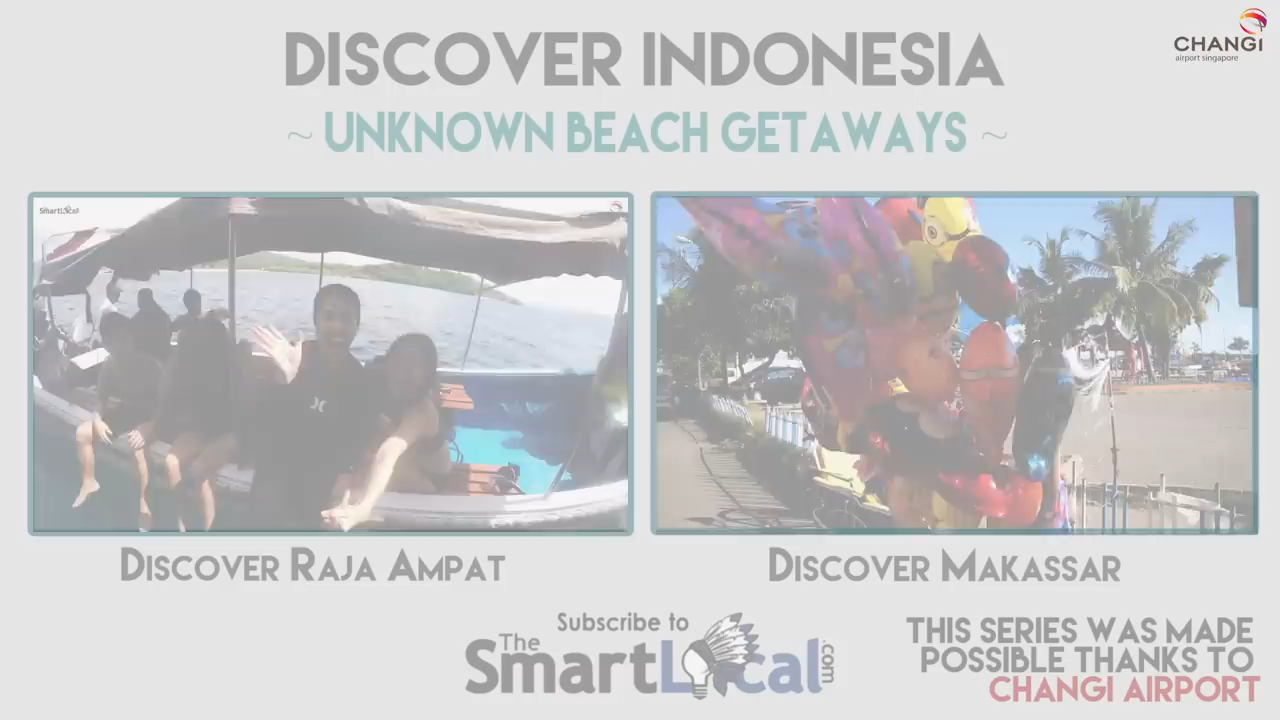 DISCOVER INDONESIA
CHANGI
airport singapore
~ UNKNOWN BEACH GETAWAYS ~
SmartLocal
DISCOVER RAJA AMPAT
DISCOVER MAKASSAR
Subscribe to
The
SmartLocal.com
THIS SERIES WAS MADE
POSSIBLE THANKS TO
CHANGI AIRPORT